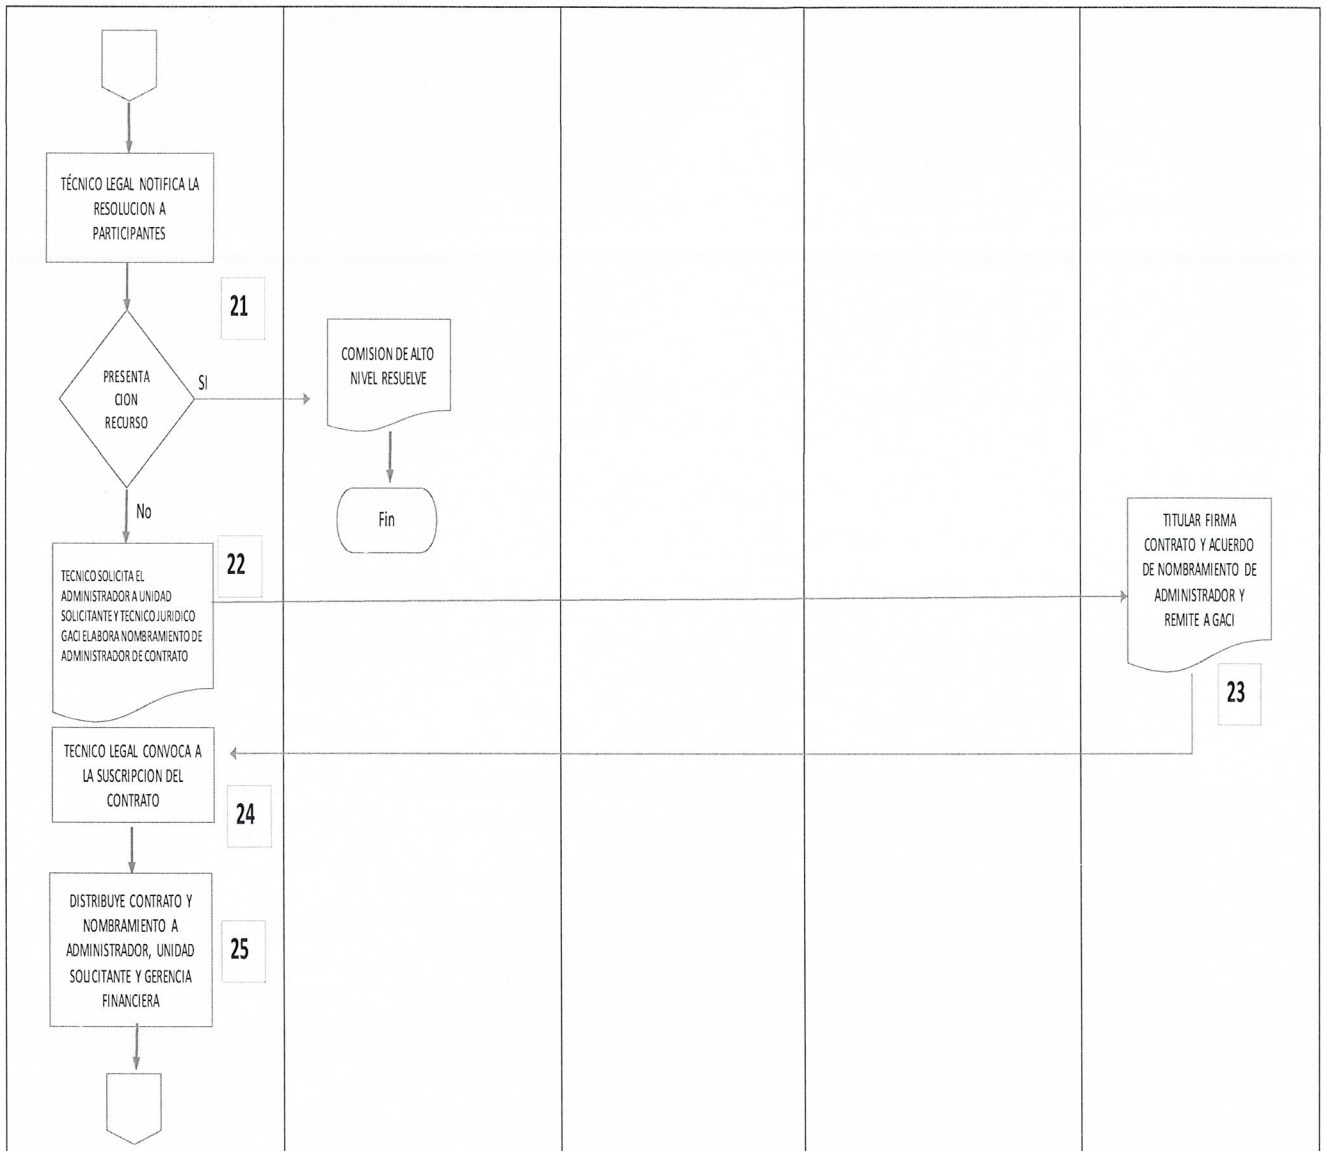 TÉCNICO LEGAL NOTIFICA LA
RESOLUCION A
PARTICIPANTES
21
PRESENTA
CION
RECURSO
SI
COMISION DE ALTO
NIVEL RESUELVE
Fin
No
22
TECNICO SOLICITA EL
ADMINISTRADOR A UNIDAD
SOLICITANTE Y TECNICO JURIDICO
GACI ELABORA NOMBRAMIENTO DE
ADMINISTRADOR DE CONTRATO
TITULAR FIRMA
CONTRATO Y ACUERDO
DE NOMBRAMIENTO DE
ADMINISTRADOR Y
REMITE A GACI
23
TECNICO LEGAL CONVOCA A
LA SUSCRIPCION DEL
CONTRATO
24
DISTRIBUYE CONTRATO Y
NOMBRAMIENTO A
ADMINISTRADOR, UNIDAD
SOLICITANTE Y GERENCIA
FINANCIERA
25